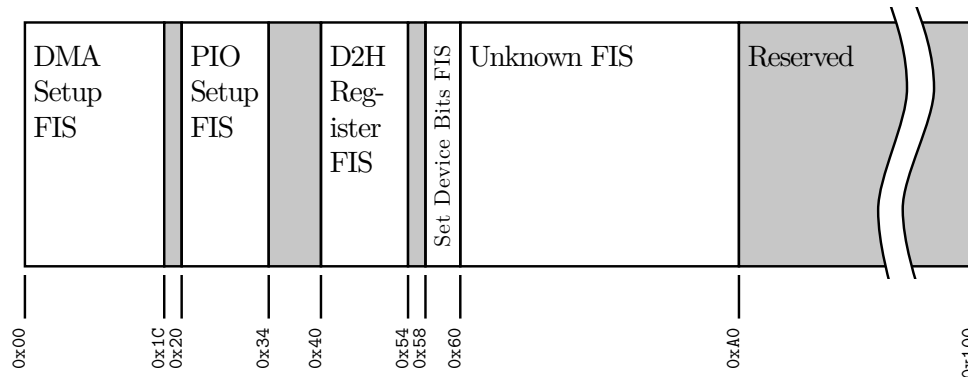 DMA
Setup
FIS
PIO
Setup
FIS
D2H
Reg-
ister
FIS
Set Device Bits FIS
Unknown FIS
Reserved
0x00
0x1C
0x20
0x34
0x40
0x54
0x58
0x60
0xA0
0x100